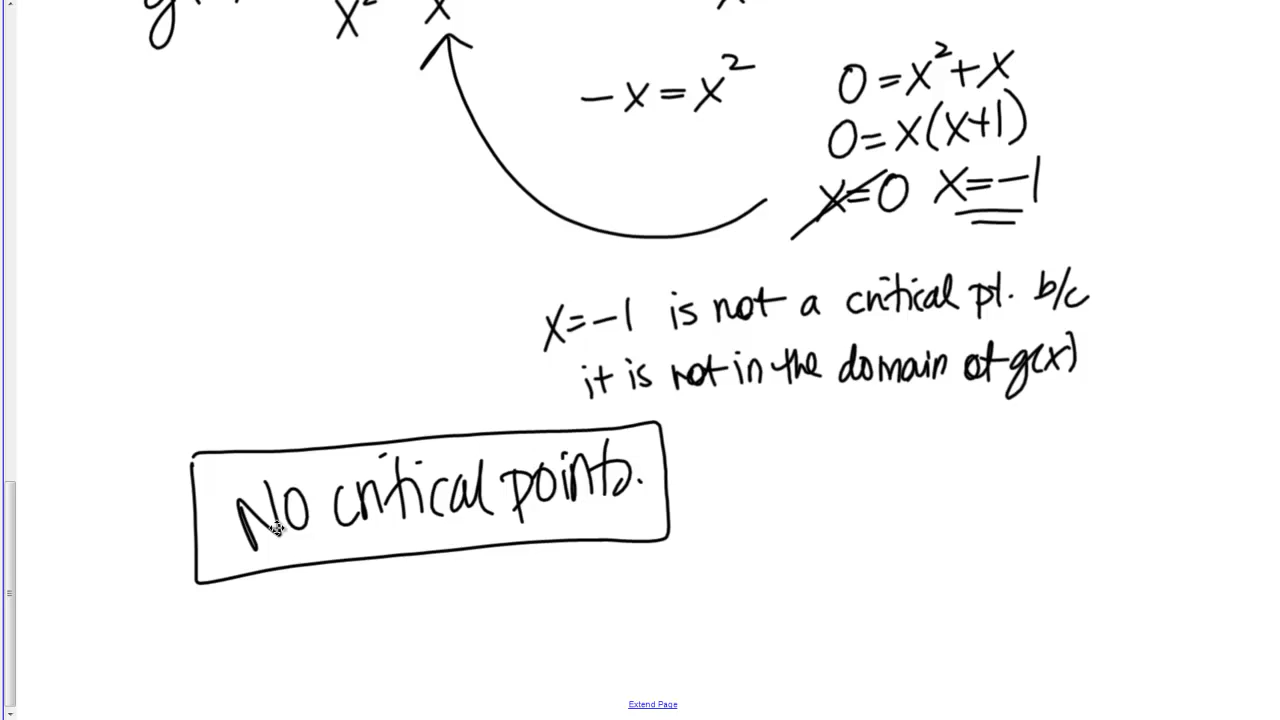 x² x
-x = x²
0 = x² + x
0 = x(x+1)
x=0 x=-1
x=-1 is not a critical pt. b/c
it is not in the domain of g(x)
No critical points.
Extend Page